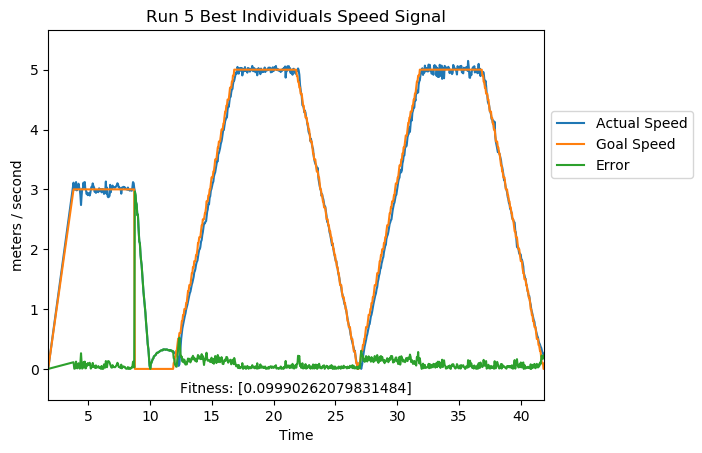 Run 5 Best Individuals Speed Signal
meters / second
5
4
3
2
1
0
Actual Speed
Goal Speed
Error
Fitness: [0.09990262079831484]
5 10 15 20 25 30 35 40
Time